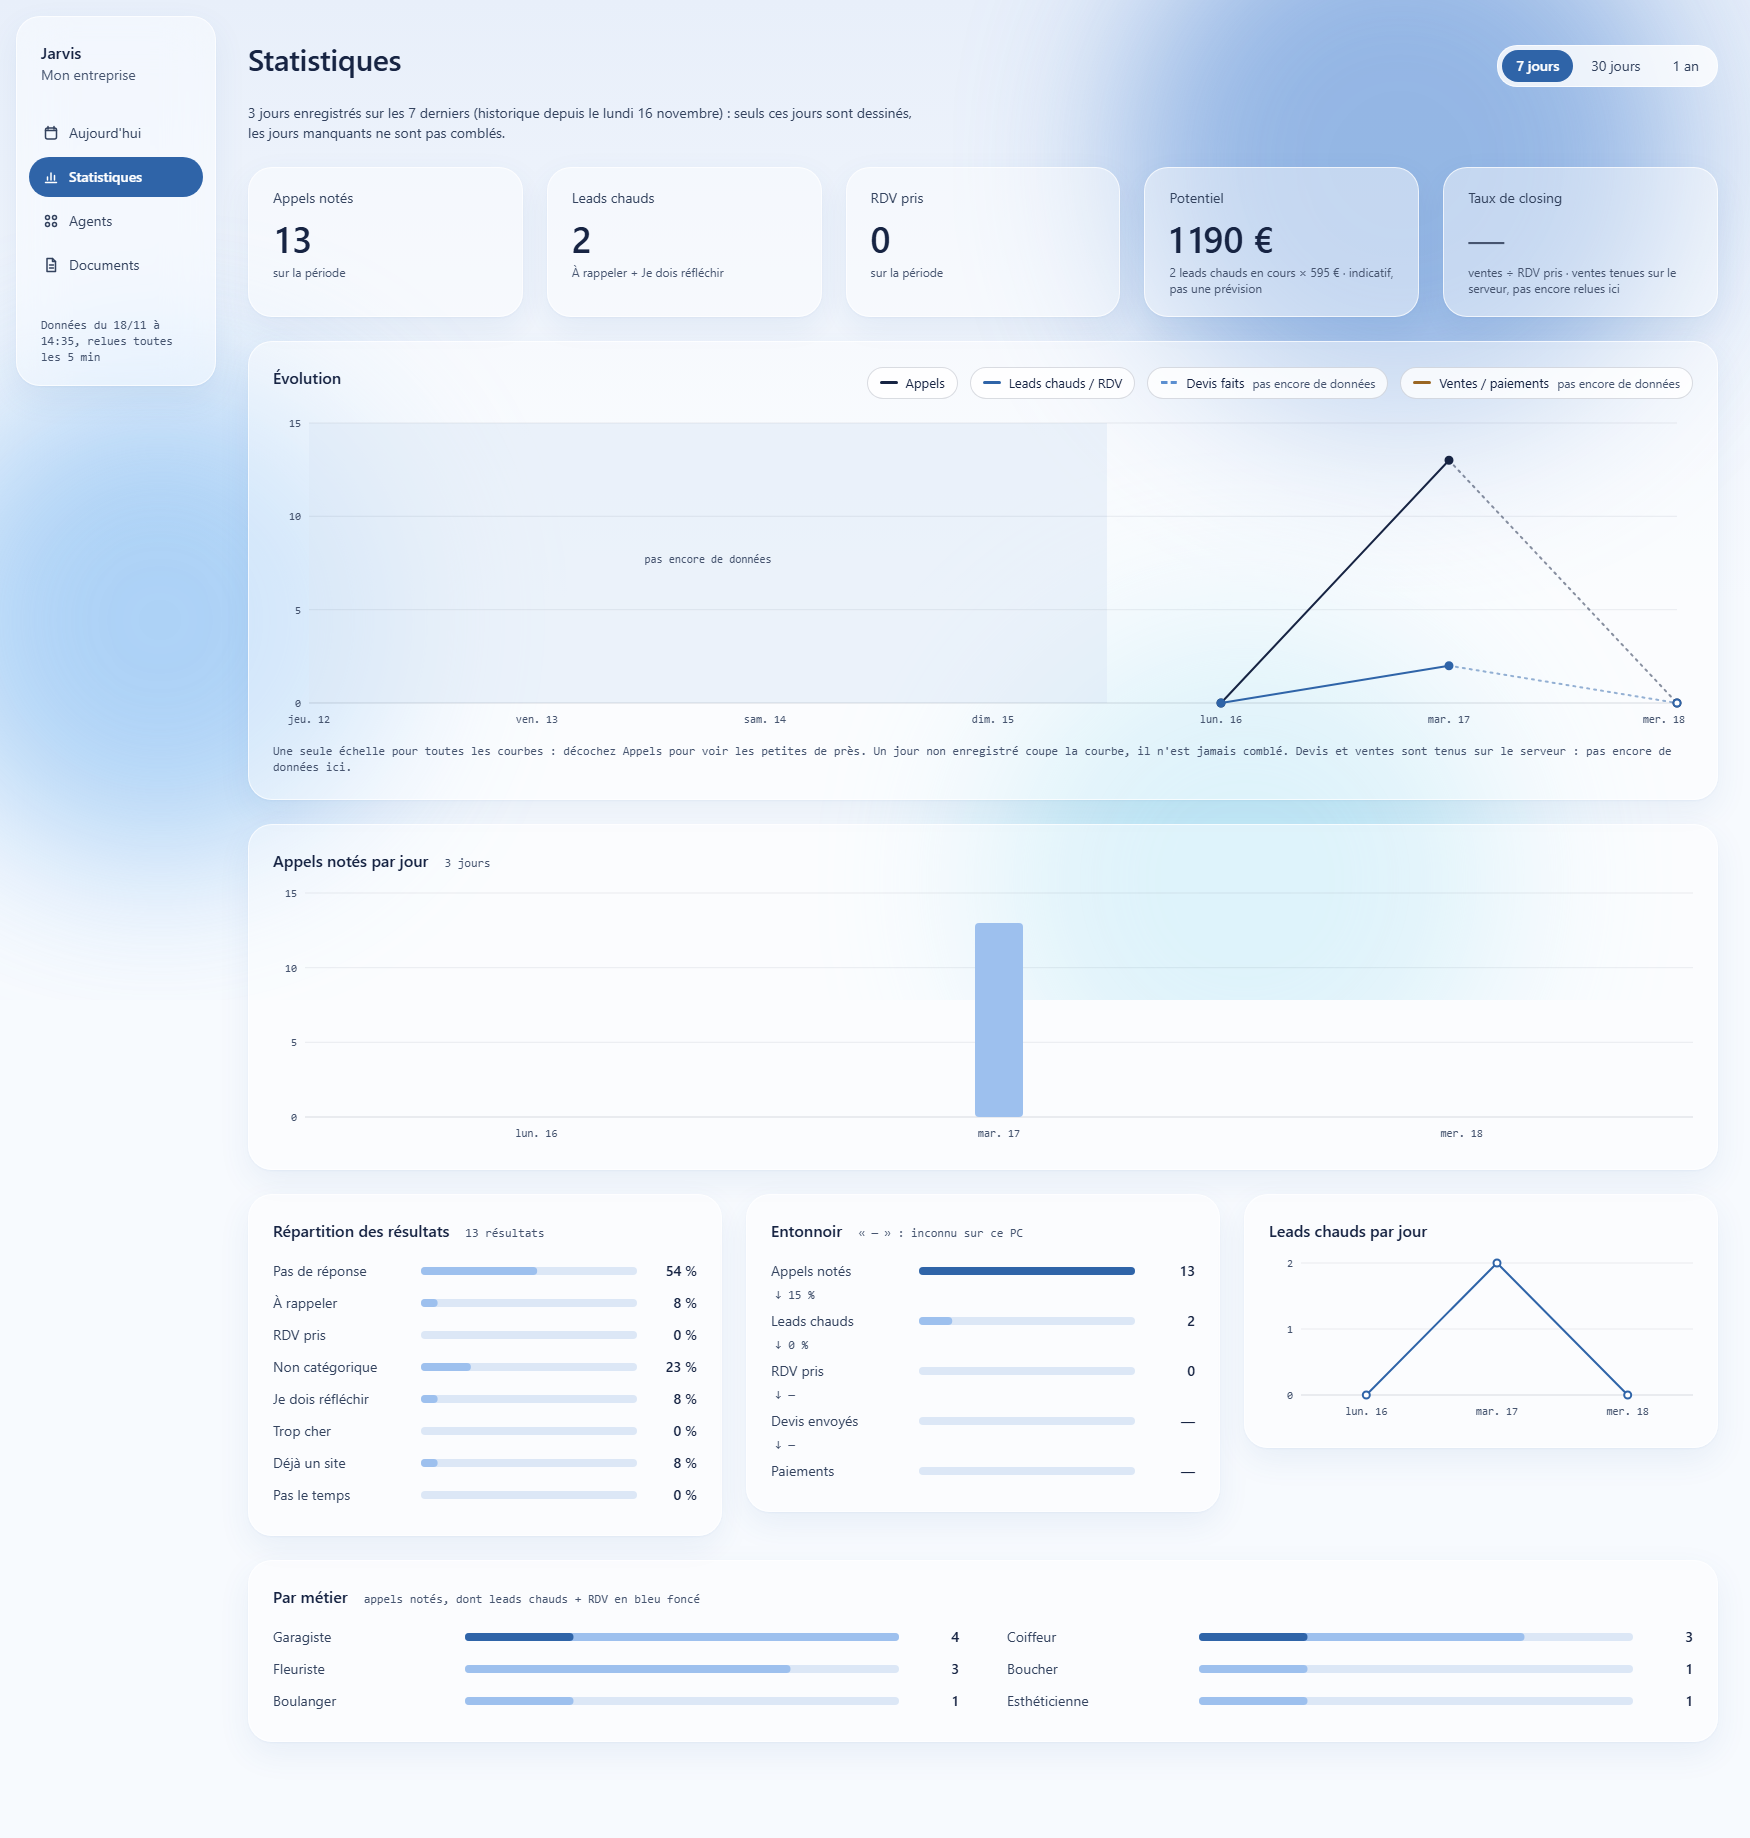 Jarvis
Mon entreprise
Aujourd'hui
Statistiques
Agents
Documents
Données du 18/11 à
14:35, relues toutes
les 5 min
Statistiques
7 jours
30 jours
1 an
3 jours enregistrés sur les 7 derniers (historique depuis le lundi 16 novembre) : seuls ces jours sont dessinés,
les jours manquants ne sont pas comblés.
Appels notés
13
sur la période
Leads chauds
2
À rappeler + Je dois réfléchir
RDV pris
0
sur la période
Potentiel
1 190 €
2 leads chauds en cours × 595 € · indicatif,
pas une prévision
Taux de closing
—
ventes ÷ RDV pris · ventes tenues sur le
serveur, pas encore relues ici
Évolution
Appels
Leads chauds / RDV
Devis faits pas encore de données
Ventes / paiements pas encore de données
15
10
5
0
pas encore de données
jeu. 12
ven. 13
sam. 14
dim. 15
lun. 16
mar. 17
mer. 18
Une seule échelle pour toutes les courbes : décochez Appels pour voir les petites de près. Un jour non enregistré coupe la courbe, il n'est jamais comblé. Devis et ventes sont tenus sur le serveur : pas encore de
données ici.
Appels notés par jour 3 jours
15
10
5
0
lun. 16
mar. 17
mer. 18
Répartition des résultats 13 résultats
Pas de réponse 54 %
À rappeler 8 %
RDV pris 0 %
Non catégorique 23 %
Je dois réfléchir 8 %
Trop cher 0 %
Déjà un site 8 %
Pas le temps 0 %
Entonnoir « — » : inconnu sur ce PC
Appels notés 13
↓ 15 %
Leads chauds 2
↓ 0 %
RDV pris 0
↓ —
Devis envoyés —
↓ —
Paiements —
Leads chauds par jour
2
1
0
lun. 16
mar. 17
mer. 18
Par métier appels notés, dont leads chauds + RDV en bleu foncé
Garagiste 4
Coiffeur 3
Fleuriste 3
Boucher 1
Boulanger 1
Esthéticienne 1